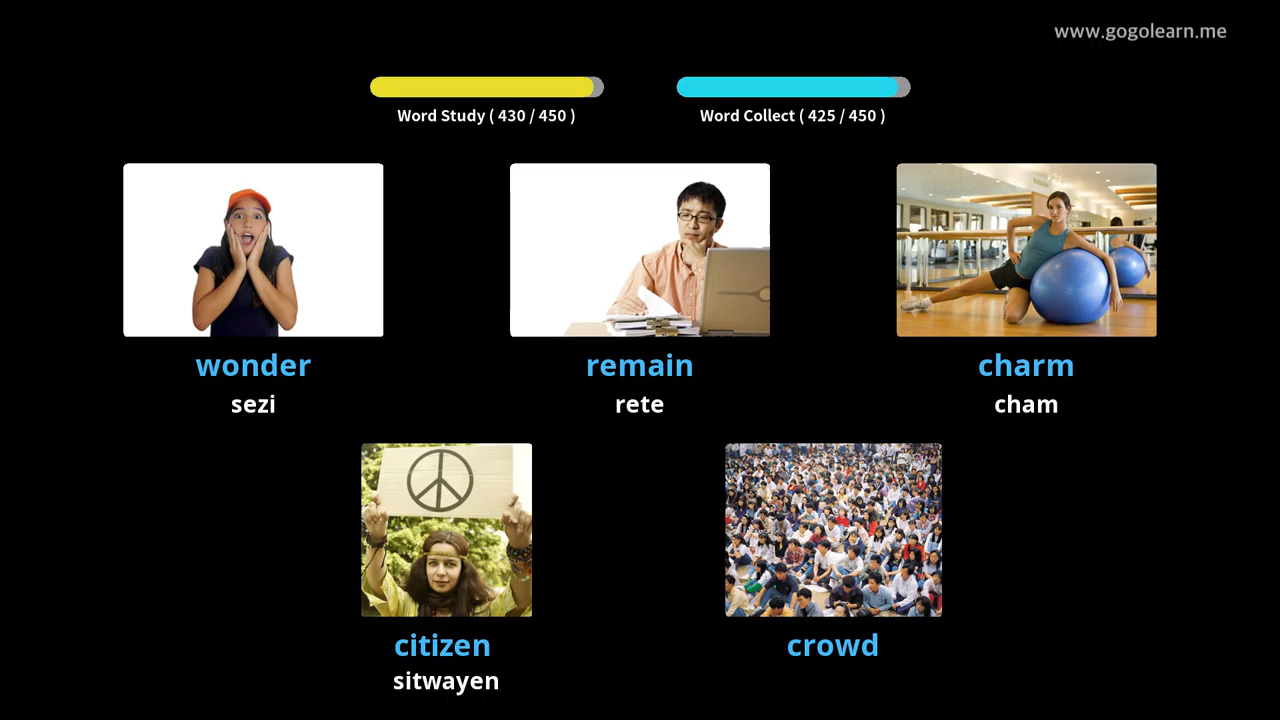 www.gogolearn.me
Word Study ( 430 / 450 )
Word Collect ( 425 / 450 )
wonder
sezi
remain
rete
charm
cham
citizen
sitwayen
crowd